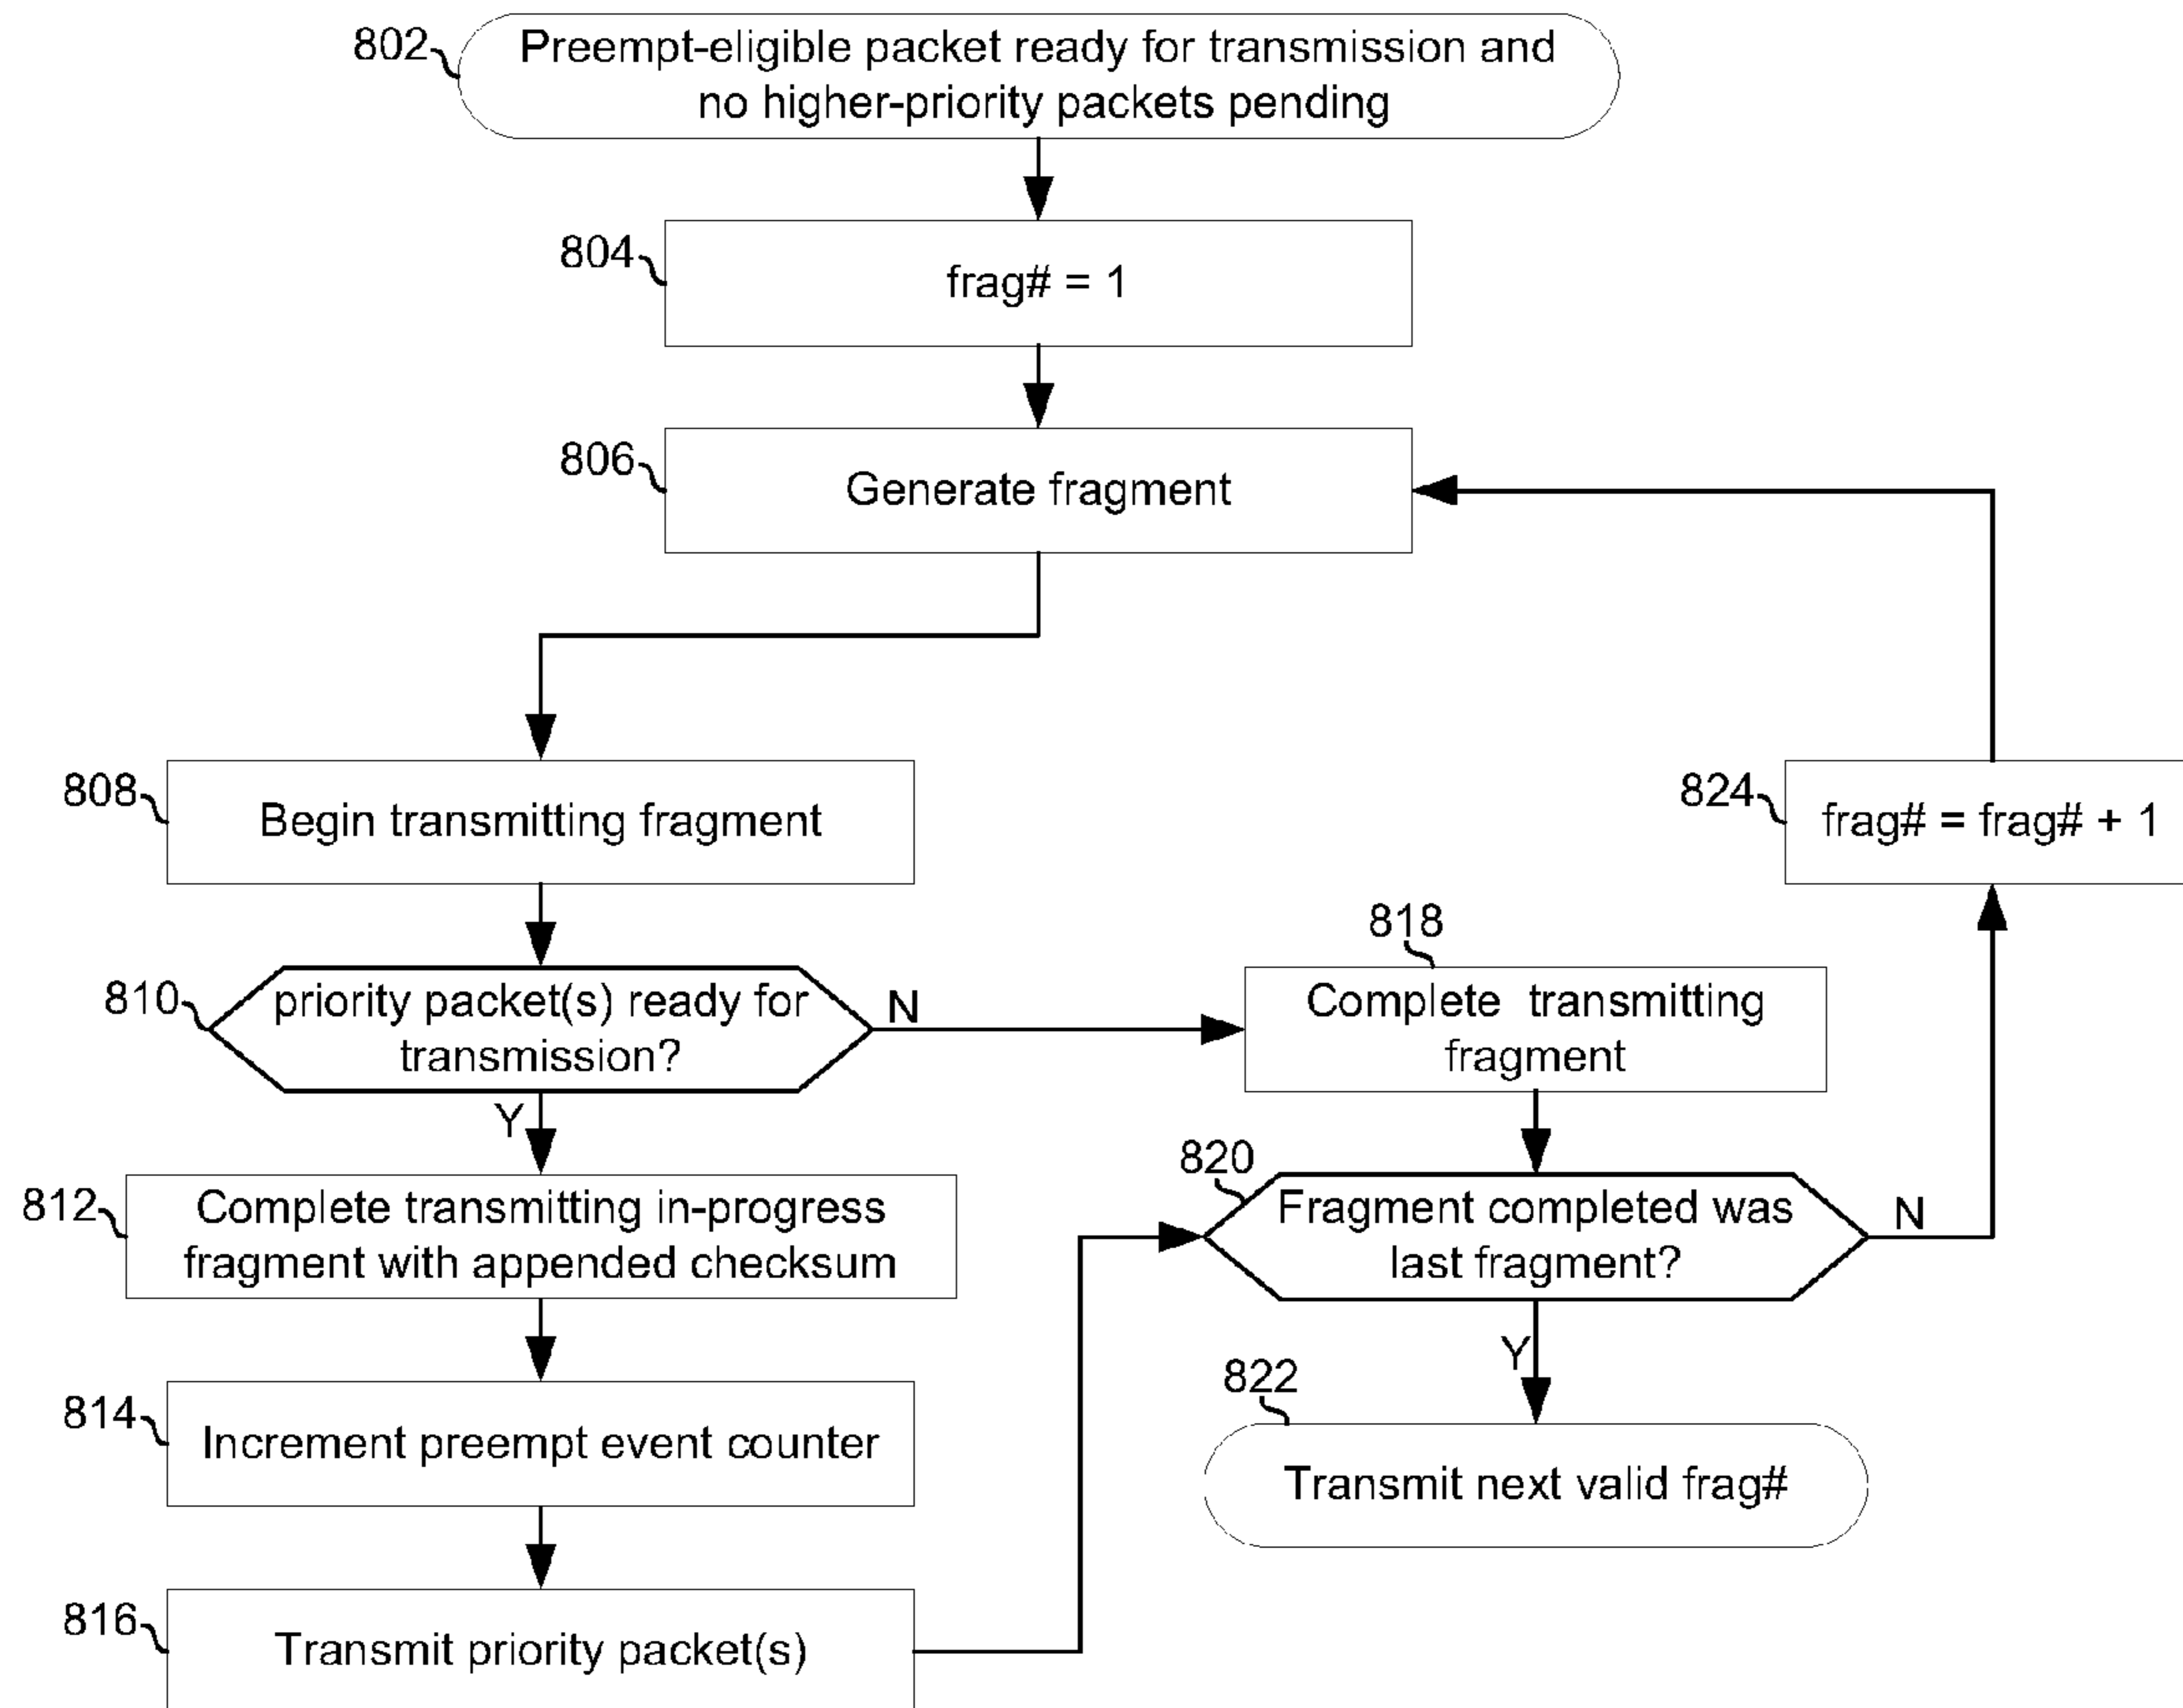 802
Preempt-eligible packet ready for transmission and
no higher-priority packets pending
804
frag# = 1
806
Generate fragment
808
Begin transmitting fragment
824
frag# = frag# + 1
810
priority packet(s) ready for
transmission?
N
Y
818
Complete transmitting
fragment
812
Complete transmitting in-progress
fragment with appended checksum
820
Fragment completed was
last fragment?
N
Y
814
Increment preempt event counter
822
Transmit next valid frag#
816
Transmit priority packet(s)